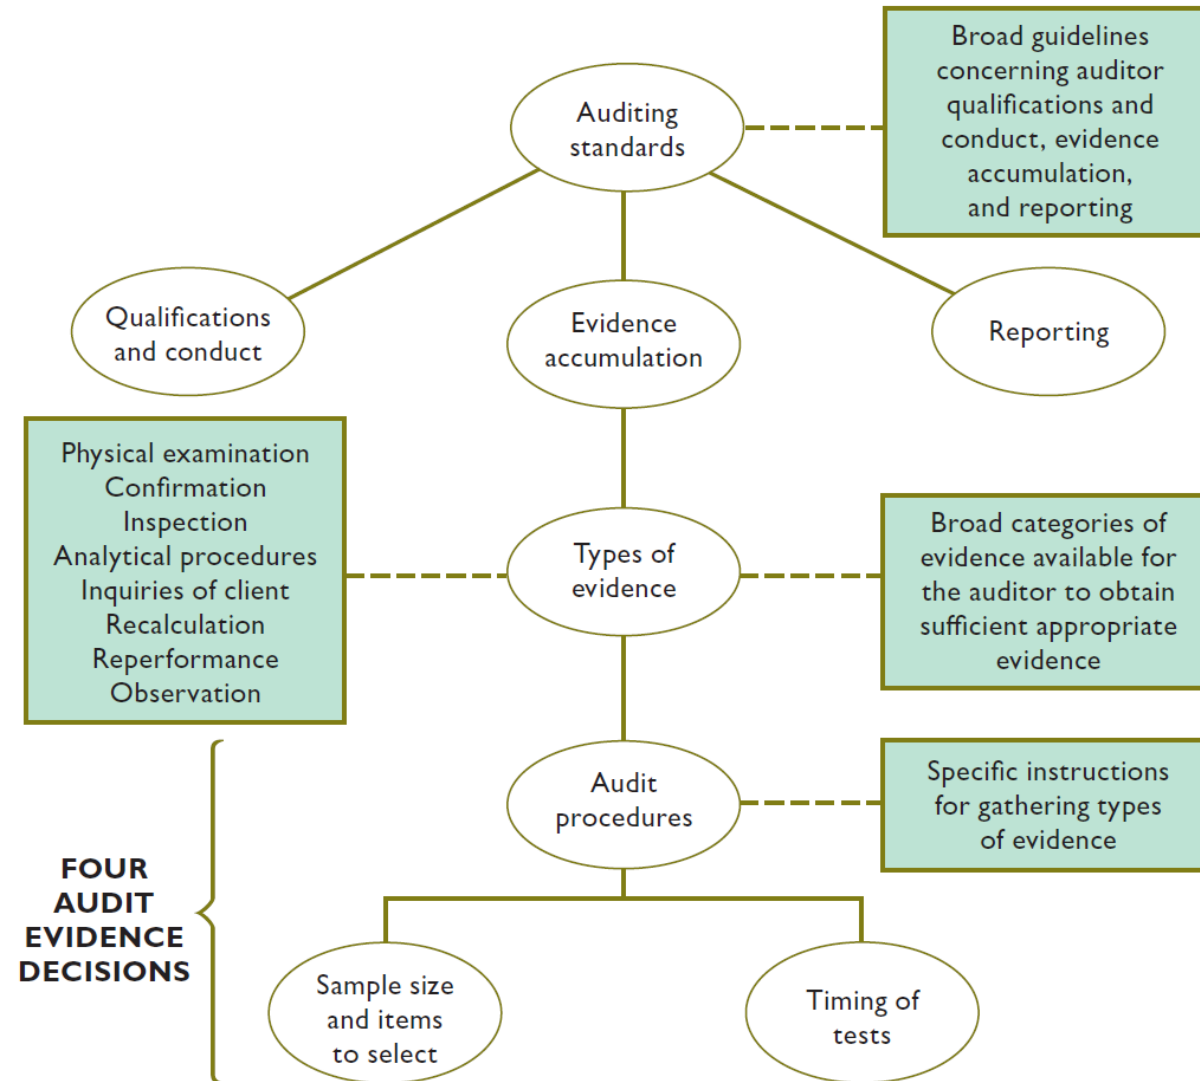 Auditing
standards
Broad guidelines
concerning auditor
qualifications and
conduct, evidence
accumulation,
and reporting
Qualifications
and conduct
Evidence
accumulation
Reporting
Physical examination
Confirmation
Inspection
Analytical procedures
Inquiries of client
Recalculation
Reperformance
Observation
Types of
evidence
Broad categories of
evidence available for
the auditor to obtain
sufficient appropriate
evidence
Audit
procedures
Specific instructions
for gathering types
of evidence
FOUR
AUDIT
EVIDENCE
DECISIONS
Sample size
and items
to select
Timing of
tests